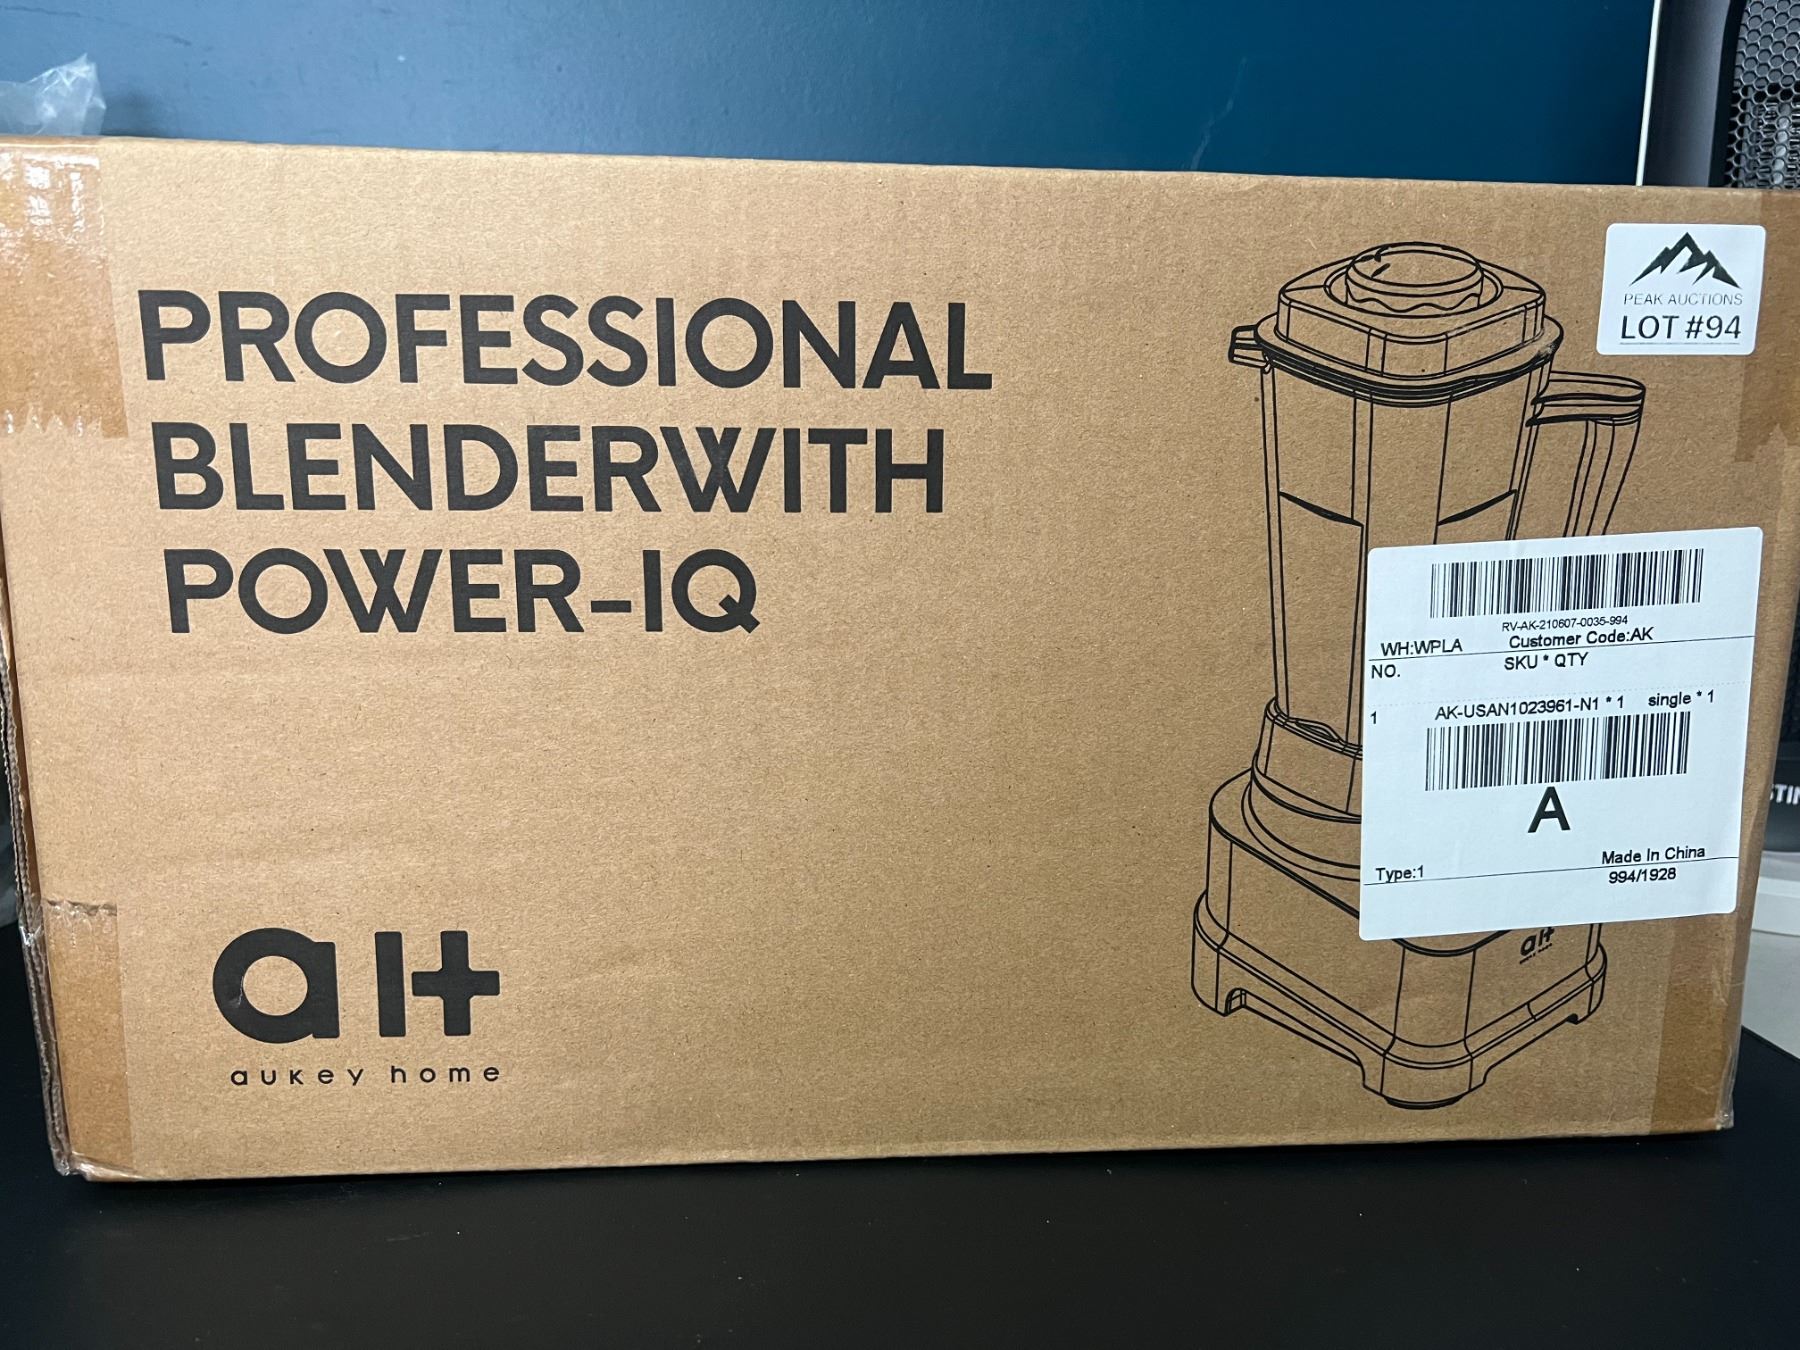 PROFESSIONAL
BLENDERWITH
POWER-IQ
PEAK AUCTIONS
LOT #94
RV-AK-210607-0035-994
WH:WPLA Customer Code:AK
NO. SKU * QTY
1 AK-USAN1023961-N1 * 1 single * 1
A
Made In China
Type:1 994/1928
aH
aukey home
aH